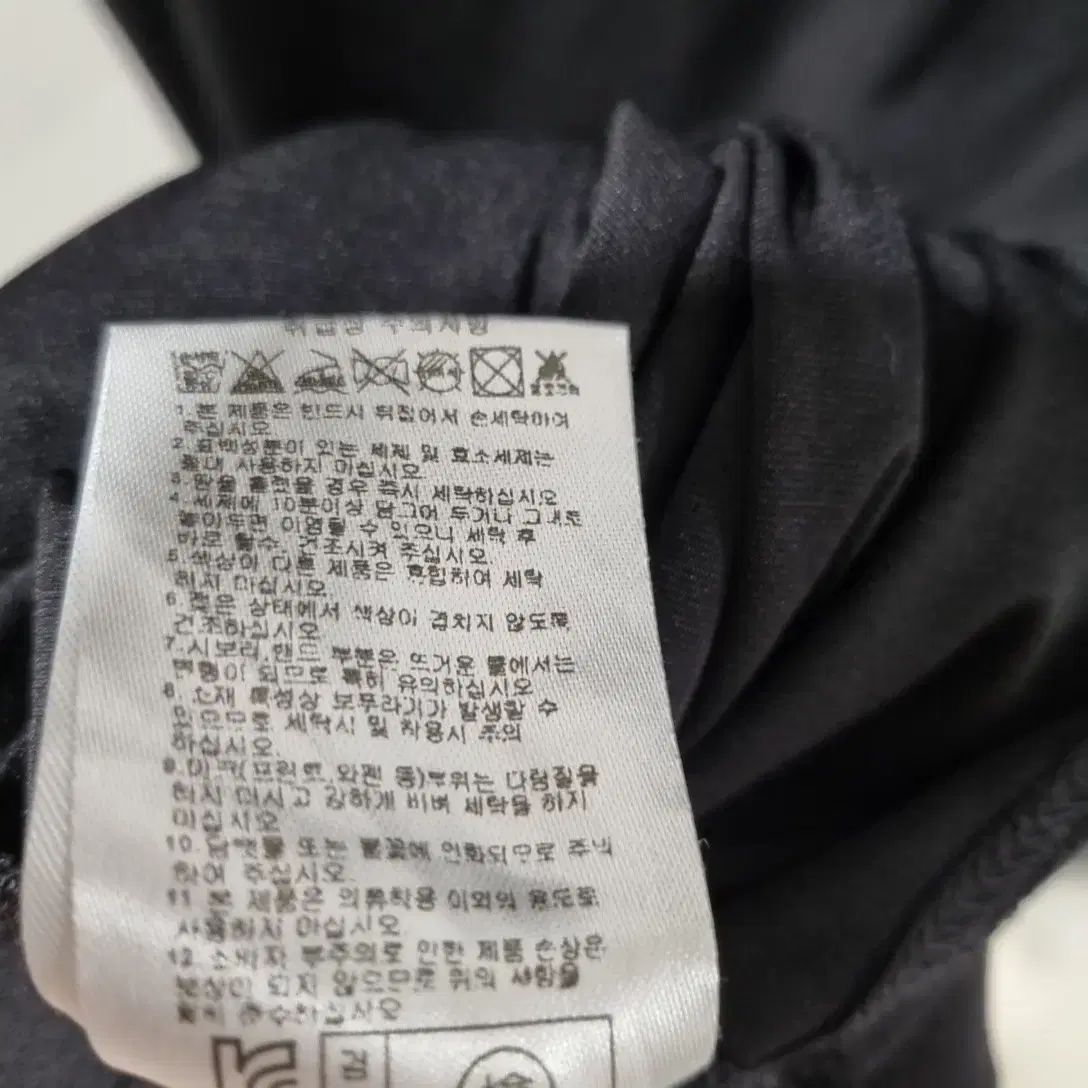 취급상 주의사항
1. 본 제품은 반드시 뒤집어서 손세탁하여
주십시오.
2. 표백성분이 있는 세제 및 효소세제는
절대 사용하지 마십시오.
3. 땀을 흘렸을 경우 즉시 세탁하십시오
4. 세제에 10분이상 담그어 두거나 그대로
놓아두면 이염될 수 있으니 세탁 후
바로 탈수, 건조시켜 주십시오.
5. 색상이 다른 제품은 혼합하여 세탁
하지 마십시오.
6. 젖은 상태에서 색상이 겹치지 않도록
건조하십시오.
7. 시보리, 밴드 부분은 뜨거운 물에서는
변형이 되므로 특히 유의하십시오.
8. 소재 특성상 보푸라기가 발생할 수
있으므로 세탁시 및 착용시 주의
하십시오.
9. 마크(프린트, 와펜 등)부위는 다림질을
하지 마시고 강하게 비벼 세탁을 하지
마십시오.
10. 담뱃불 또는 불꽃에 인화되므로 주의
하여 주십시오.
11. 본 제품은 의류착용 이외의 용도로
사용하지 마십시오.
12. 소비자 부주의로 인한 제품 손상은
보상이 되지 않으므로 위의 사항을
필히 준수하십시오